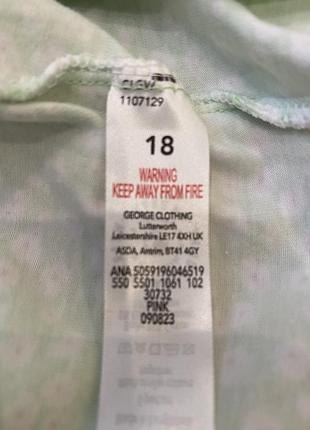 1107129
18
WARNING
KEEP AWAY FROM FIRE
GEORGE CLOTHING
Lutterworth
Leicestershire LE17 4XH UK
ASDA, Antrim, BT41 4GY
ANA 5059196046519
550 5501 1061 102
30732
PINK
090823